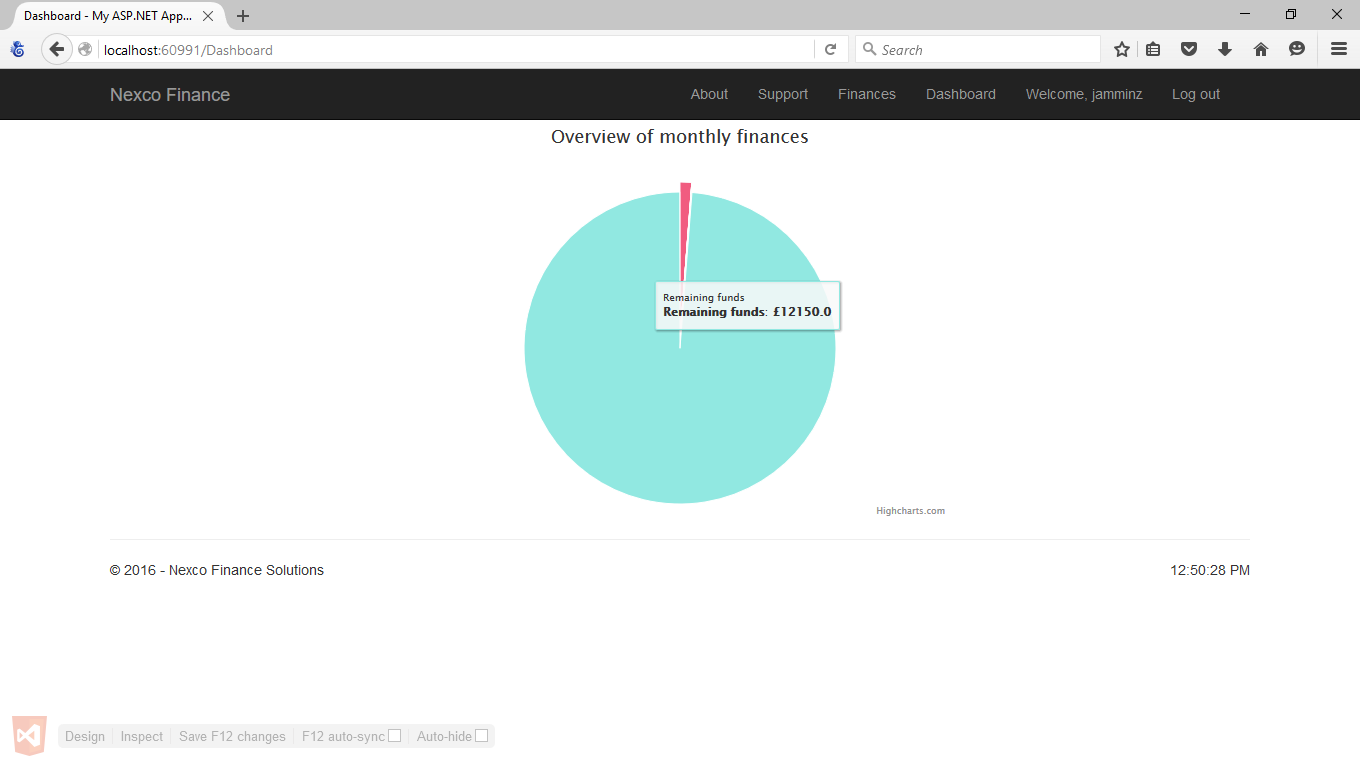 Dashboard - My ASP.NET App...
localhost:60991/Dashboard
Search
Nexco Finance
About Support Finances Dashboard Welcome, jamminz Log out
Overview of monthly finances
Remaining funds
Remaining funds: £12150.0
Highcharts.com
© 2016 - Nexco Finance Solutions
12:50:28 PM
Design Inspect Save F12 changes F12 auto-sync Auto-hide